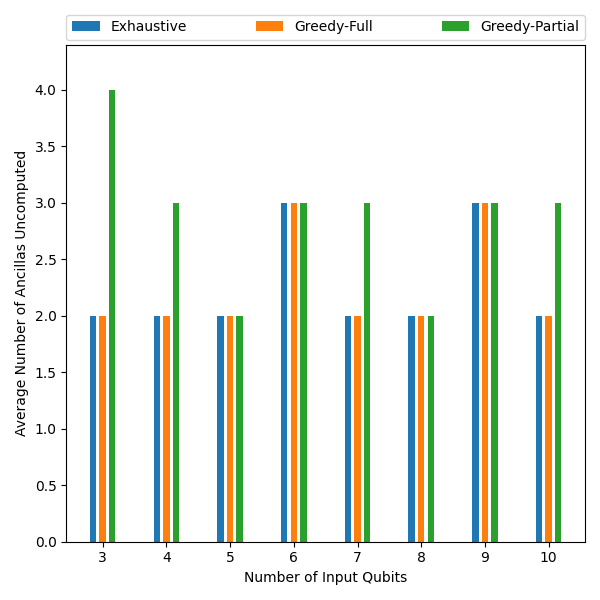 Exhaustive Greedy-Full Greedy-Partial
Average Number of Ancillas Uncomputed
4.0
3.5
3.0
2.5
2.0
1.5
1.0
0.5
0.0
3 4 5 6 7 8 9 10
Number of Input Qubits